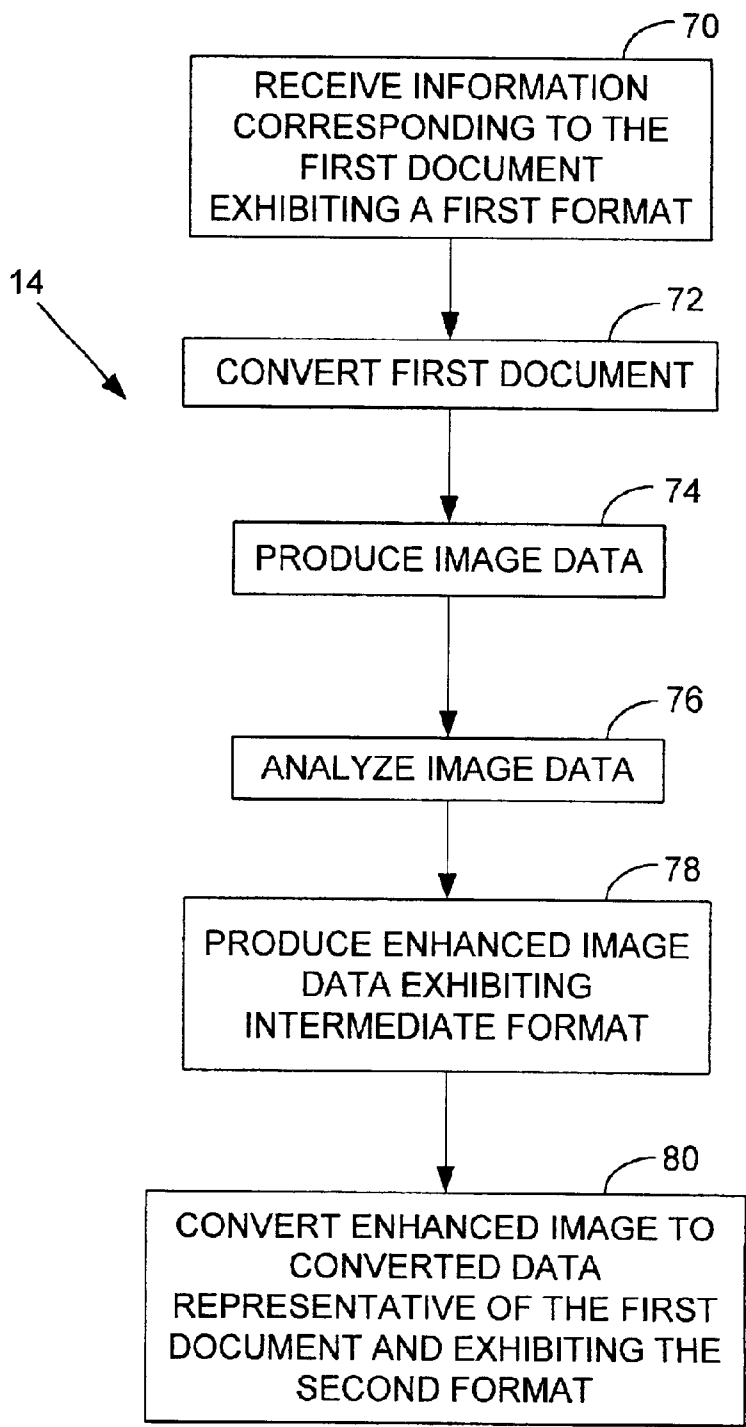 70
RECEIVE INFORMATION
CORRESPONDING TO THE
FIRST DOCUMENT
EXHIBITING A FIRST FORMAT
14
72
CONVERT FIRST DOCUMENT
74
PRODUCE IMAGE DATA
76
ANALYZE IMAGE DATA
78
PRODUCE ENHANCED IMAGE
DATA EXHIBITING
INTERMEDIATE FORMAT
80
CONVERT ENHANCED IMAGE TO
CONVERTED DATA
REPRESENTATIVE OF THE FIRST
DOCUMENT AND EXHIBITING THE
SECOND FORMAT